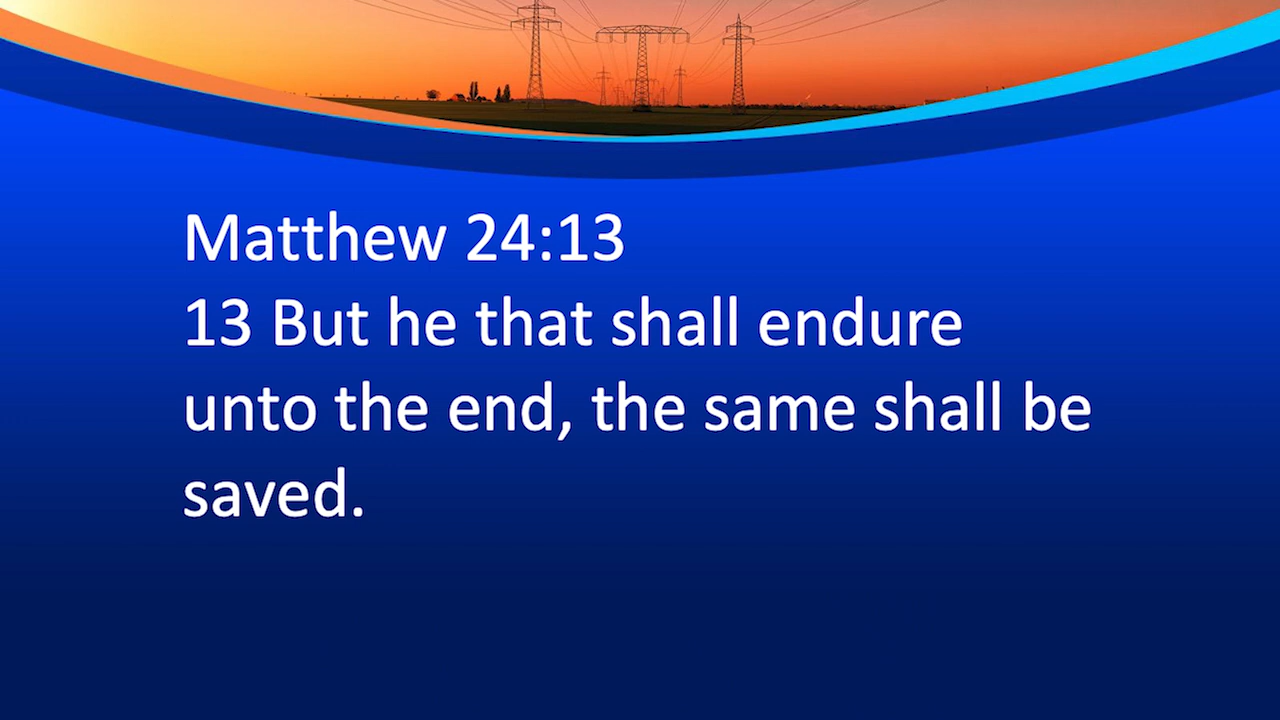 Matthew 24:13
13 But he that shall endure
unto the end, the same shall be
saved.